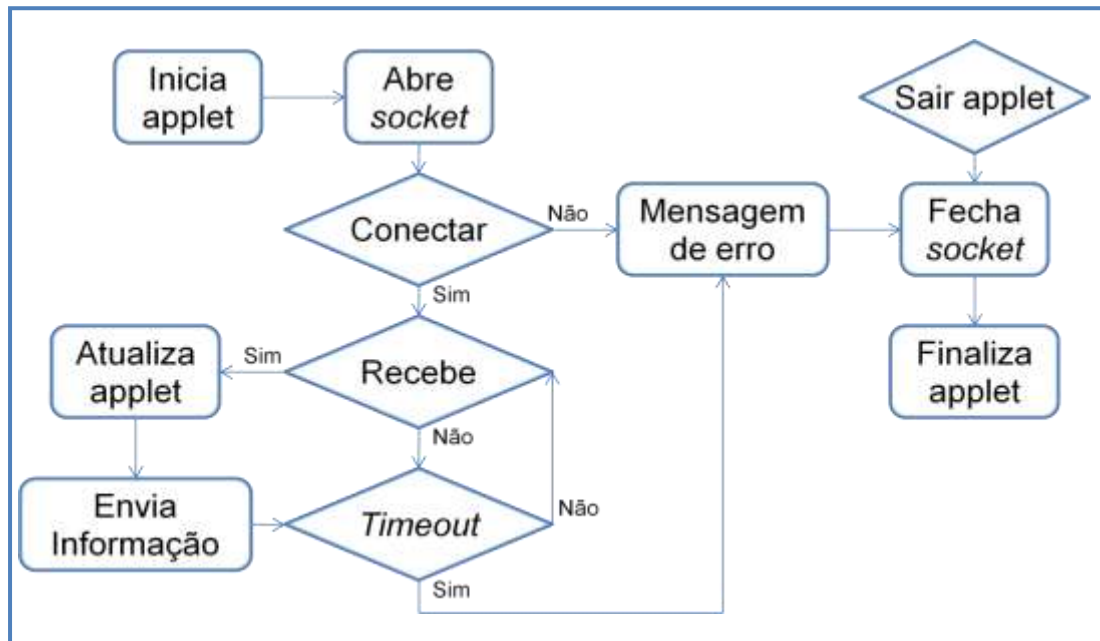 Inicia
applet
Abre
socket
Sair applet
Conectar
Não
Mensagem
de erro
Fecha
socket
Sim
Atualiza
applet
Sim
Recebe
Finaliza
applet
Não
Envia
Informação
Timeout
Não
Sim